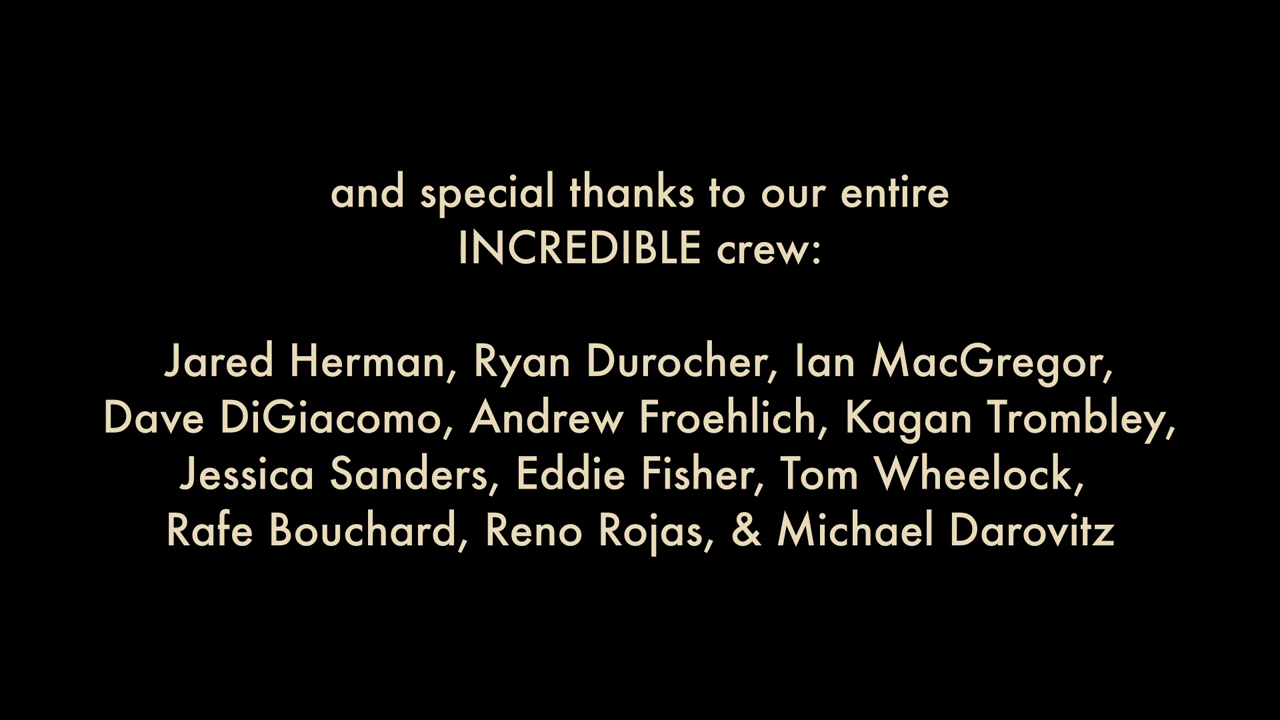 and special thanks to our entire
INCREDIBLE crew:
Jared Herman, Ryan Durocher, Ian MacGregor,
Dave DiGiacomo, Andrew Froehlich, Kagan Trombley,
Jessica Sanders, Eddie Fisher, Tom Wheelock,
Rafe Bouchard, Reno Rojas, & Michael Darovitz